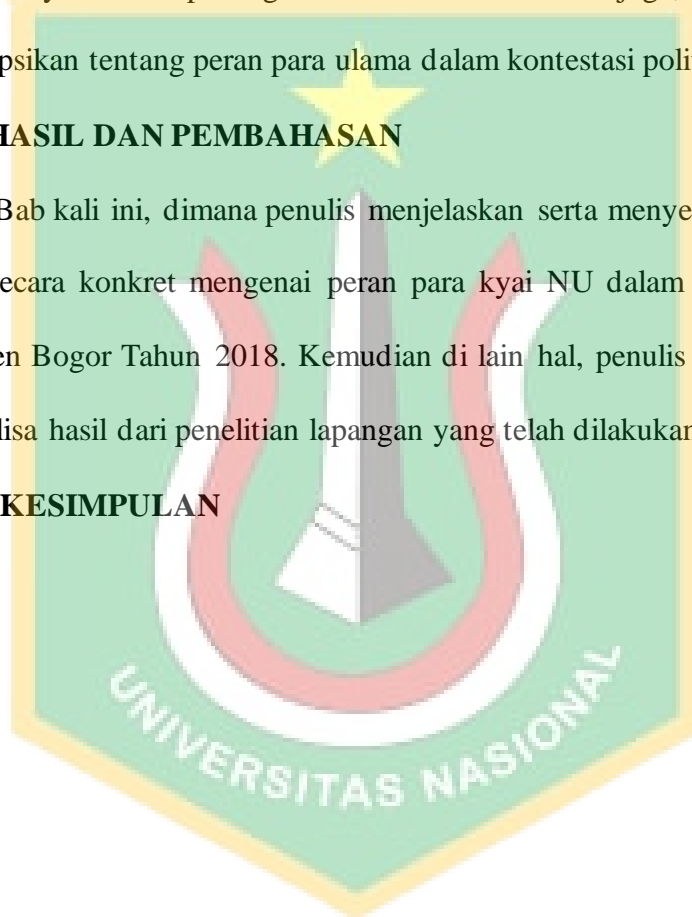 psikan tentang peran para ulama dalam kontestasi poli
HASIL DAN PEMBAHASAN
Bab kali ini, dimana penulis menjelaskan serta menye
ecara konkret mengenai peran para kyai NU dalam
en Bogor Tahun 2018. Kemudian di lain hal, penulis
lisa hasil dari penelitian lapangan yang telah dilakukan
KESIMPULAN
UNIVERSITAS NASIONAL